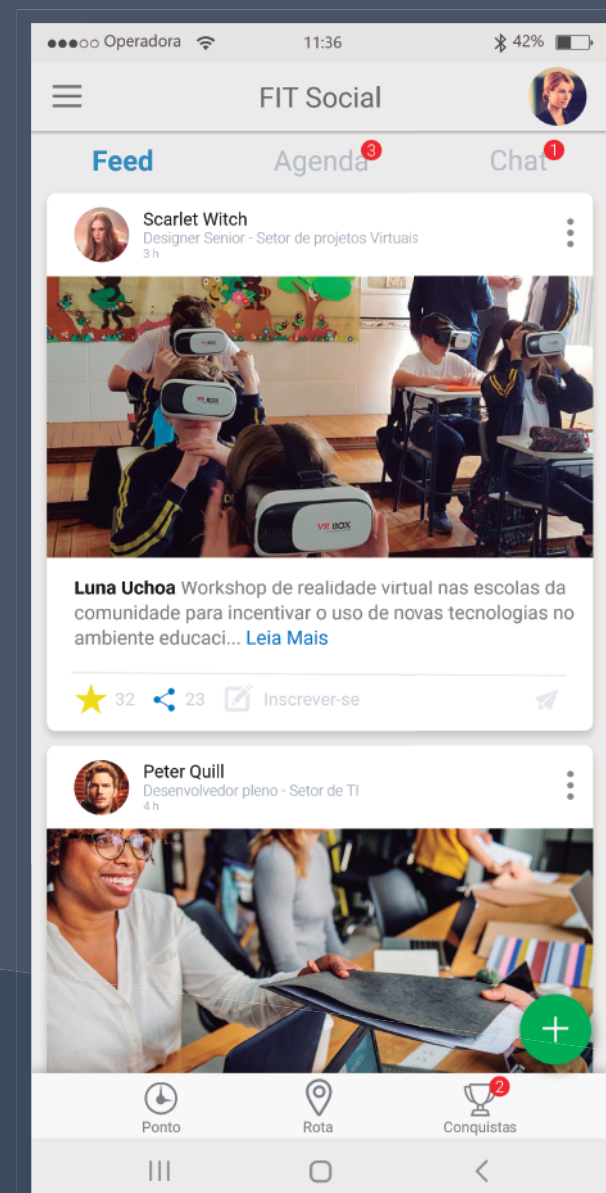 Operadora 11:36 42%
FIT Social
Feed Agenda 3 Chat 1
Scarlet Witch
Designer Senior - Setor de projetos Virtuais
3 h
VR BOX
VR BOX
Luna Uchoa Workshop de realidade virtual nas escolas da
comunidade para incentivar o uso de novas tecnologias no
ambiente educaci... Leia Mais
32 23 Inscrever-se
Peter Quill
Desenvolvedor pleno - Setor de TI
4 h
+
2
Ponto Rota Conquistas